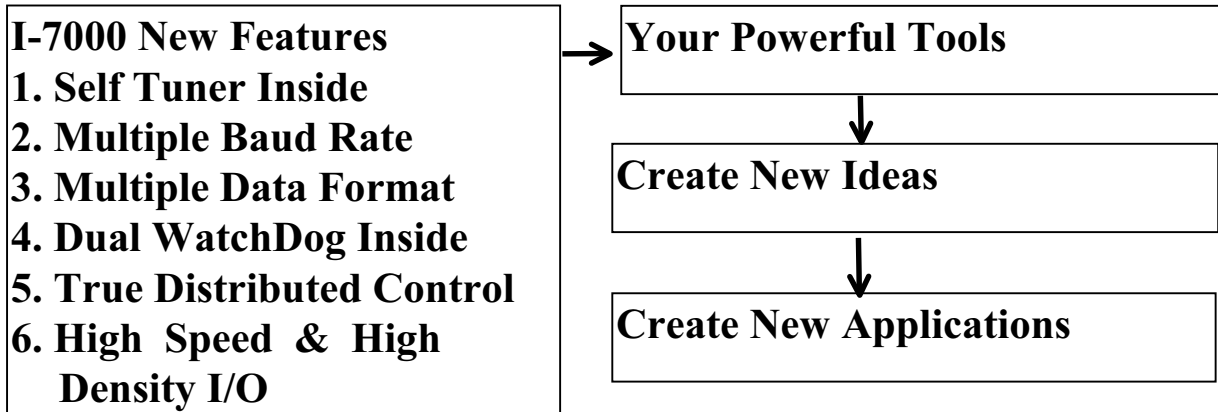 I-7000 New Features
1. Self Tuner Inside
2. Multiple Baud Rate
3. Multiple Data Format
4. Dual WatchDog Inside
5. True Distributed Control
6. High Speed & High
Density I/O
Your Powerful Tools
Create New Ideas
Create New Applications